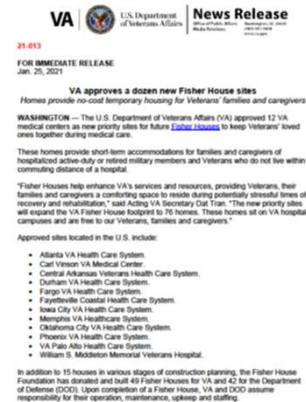 VA
U.S. Department
of Veterans Affairs
News Release
Office of Public Affairs
Media Relations
Washington, DC 20420
www.va.gov
21-013
FOR IMMEDIATE RELEASE
Jan. 25, 2021
VA approves a dozen new Fisher House sites
Homes provide no-cost temporary housing for Veterans' families and caregivers
WASHINGTON — The U.S. Department of Veterans Affairs (VA) approved 12 VA
medical centers as new priority sites for future Fisher Houses to keep Veterans' loved
ones together during medical care.
These homes provide short-term accommodations for families and caregivers of
hospitalized active-duty or retired military members and Veterans who do not live within
commuting distance of a hospital.
"Fisher Houses help enhance VA's services and resources, providing Veterans, their
families and caregivers a comforting space to reside during potentially stressful times of
recovery and rehabilitation," said Acting VA Secretary Dat Tran. "The new priority sites
will expand the VA Fisher House footprint to 76 homes. These homes sit on VA hospital
campuses and are free to our Veterans, families and caregivers."
Approved sites located in the U.S. include:
• Atlanta VA Health Care System.
• Carl Vinson VA Medical Center.
• Central Arkansas Veterans Health Care System.
• Durham VA Health Care System.
• Fargo VA Health Care System.
• Fayetteville Coastal Health Care System.
• Iowa City VA Health Care System.
• Memphis VA Healthcare System.
• Oklahoma City VA Health Care System.
• Phoenix VA Health Care System.
• VA Palo Alto Health Care System.
• William S. Middleton Memorial Veterans Hospital.
In addition to 15 houses in various stages of construction planning, the Fisher House
Foundation has donated and built 49 Fisher Houses for VA and 42 for the Department
of Defense (DOD). Upon completion of a Fisher House, VA and DOD assume
responsibility for their operation, maintenance, upkeep and staffing.